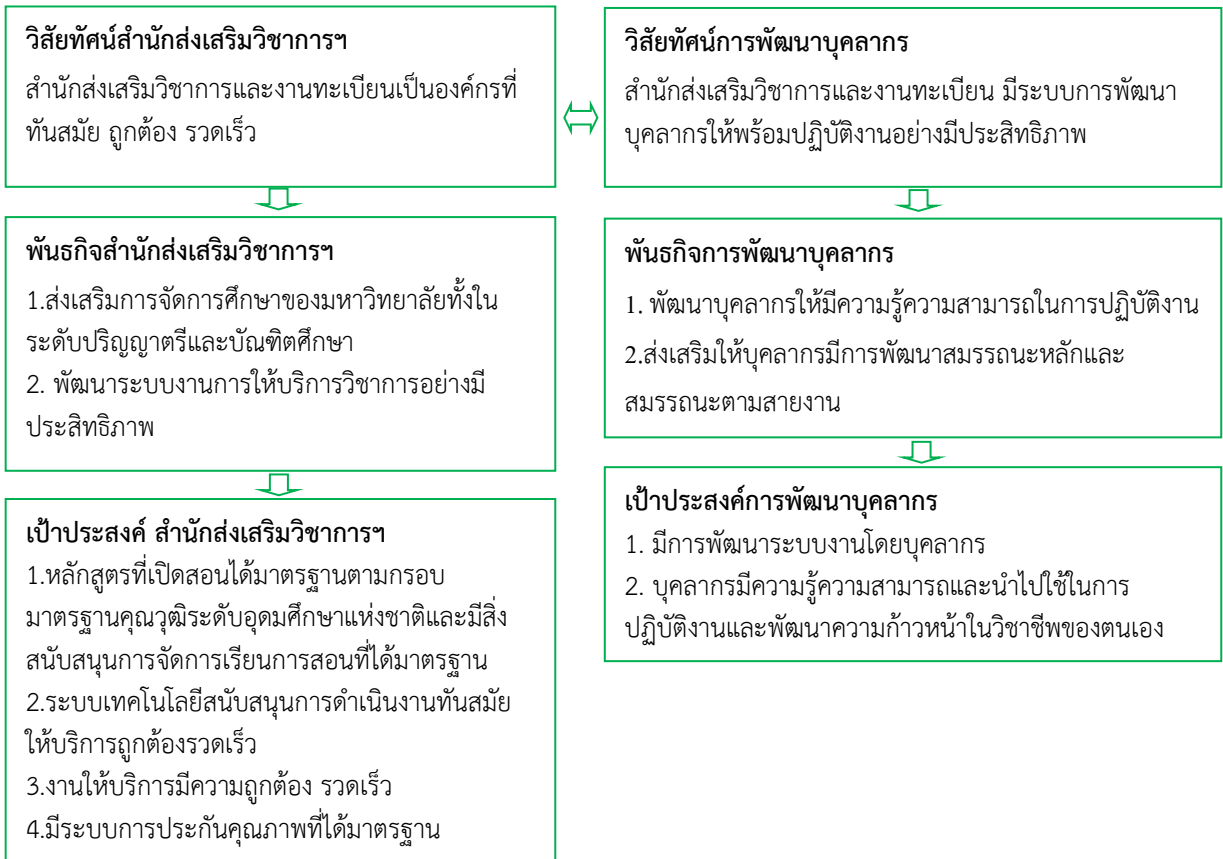 วิสัยทัศน์สำนักส่งเสริมวิชาการฯ
สำนักส่งเสริมวิชาการและงานทะเบียนเป็นองค์กรที่
ทันสมัย ถูกต้อง รวดเร็ว
วิสัยทัศน์การพัฒนาบุคลากร
สำนักส่งเสริมวิชาการและงานทะเบียน มีระบบการพัฒนา
บุคลากรให้พร้อมปฏิบัติงานอย่างมีประสิทธิภาพ
พันธกิจสำนักส่งเสริมวิชาการฯ
1.ส่งเสริมการจัดการศึกษาของมหาวิทยาลัยทั้งใน
ระดับปริญญาตรีและบัณฑิตศึกษา
2. พัฒนาระบบงานการให้บริการวิชาการอย่างมี
ประสิทธิภาพ
พันธกิจการพัฒนาบุคลากร
1. พัฒนาบุคลากรให้มีความรู้ความสามารถในการปฏิบัติงาน
2.ส่งเสริมให้บุคลากรมีการพัฒนาสมรรถนะหลักและ
สมรรถนะตามสายงาน
เป้าประสงค์ สำนักส่งเสริมวิชาการฯ
1.หลักสูตรที่เปิดสอนได้มาตรฐานตามกรอบ
มาตรฐานคุณวุฒิระดับอุดมศึกษาแห่งชาติและมีสิ่ง
สนับสนุนการจัดการเรียนการสอนที่ได้มาตรฐาน
2.ระบบเทคโนโลยีสนับสนุนการดำเนินงานทันสมัย
ให้บริการถูกต้องรวดเร็ว
3.งานให้บริการมีความถูกต้อง รวดเร็ว
4.มีระบบการประกันคุณภาพที่ได้มาตรฐาน
เป้าประสงค์การพัฒนาบุคลากร
1. มีการพัฒนาระบบงานโดยบุคลากร
2. บุคลากรมีความรู้ความสามารถและนำไปใช้ในการ
ปฏิบัติงานและพัฒนาความก้าวหน้าในวิชาชีพของตนเอง